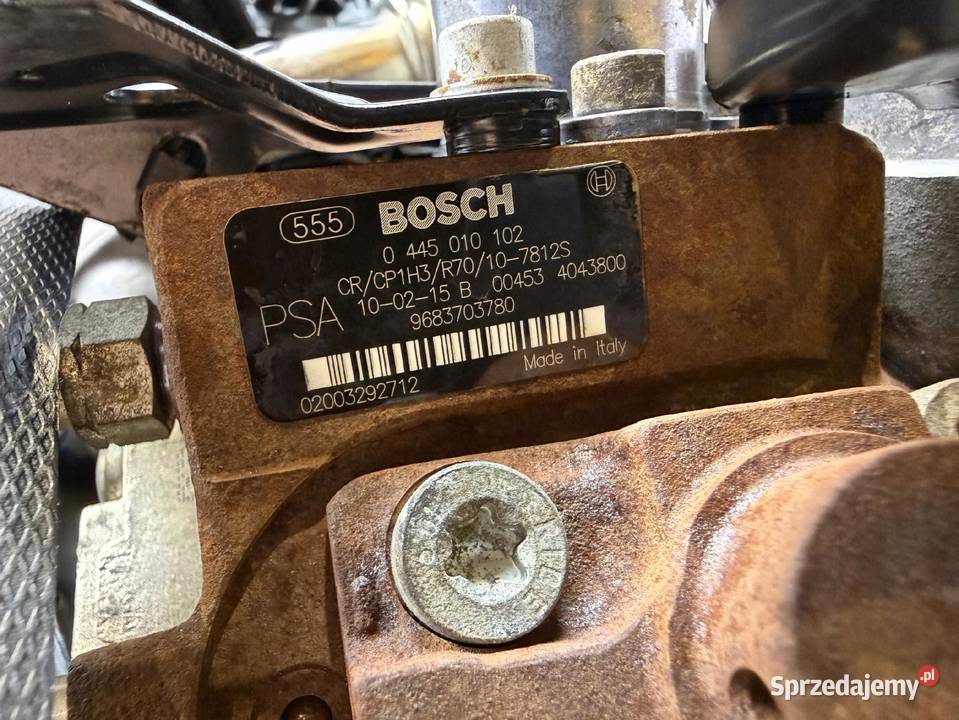 555 BOSCH
0 445 010 102
CR/CP1H3/R70/10-7812S
10-02-15 B 00453 4043800
PSA 9683703780
Made in Italy
02003292712
Sprzedajemy.pl